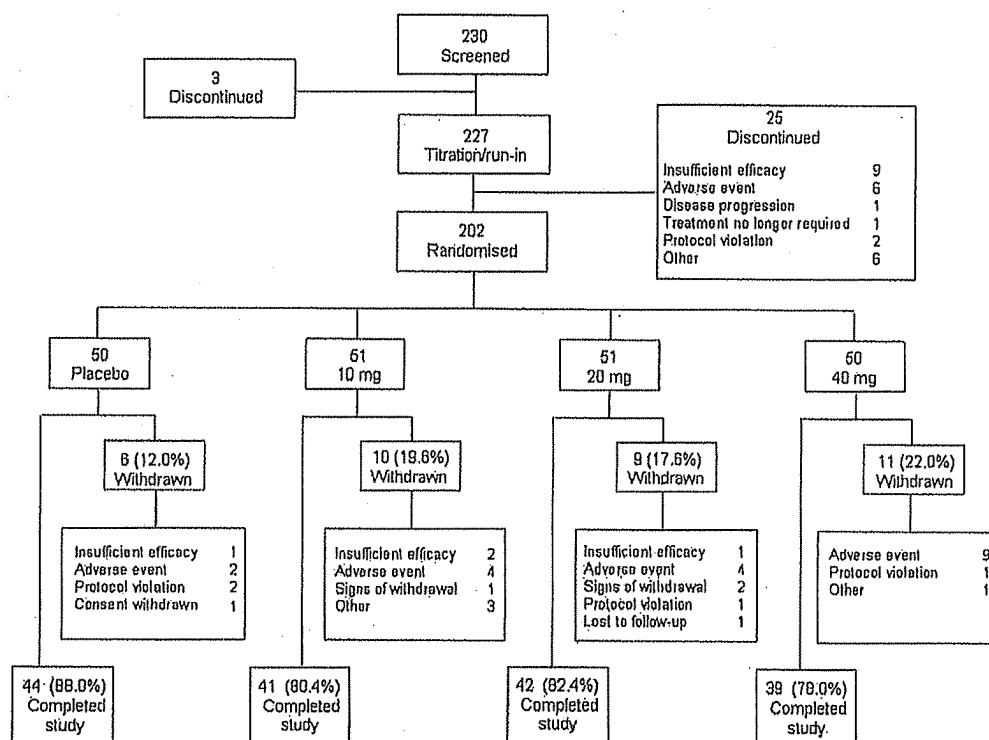 230
Screened
3
Discontinued
227
Titration/run-in
25
Discontinued
Insufficient efficacy 9
Adverse event 6
Disease progression 1
Treatment no longer required 1
Protocol violation 2
Other 6
202
Randomised
50
Placebo
51
10 mg
51
20 mg
50
40 mg
6 (12.0%)
Withdrawn
10 (19.6%)
Withdrawn
9 (17.6%)
Withdrawn
11 (22.0%)
Withdrawn
Insufficient efficacy 1
Adverse event 2
Protocol violation 2
Consent withdrawn 1
Insufficient efficacy 2
Adverse event 4
Signs of withdrawal 1
Other 3
Insufficient efficacy 1
Adverse event 4
Signs of withdrawal 2
Protocol violation 1
Lost to follow-up 1
Adverse event 9
Protocol violation 1
Other 1
44 (88.0%)
Completed
study
41 (80.4%)
Completed
study
42 (82.4%)
Completed
study
39 (78.0%)
Completed
study.